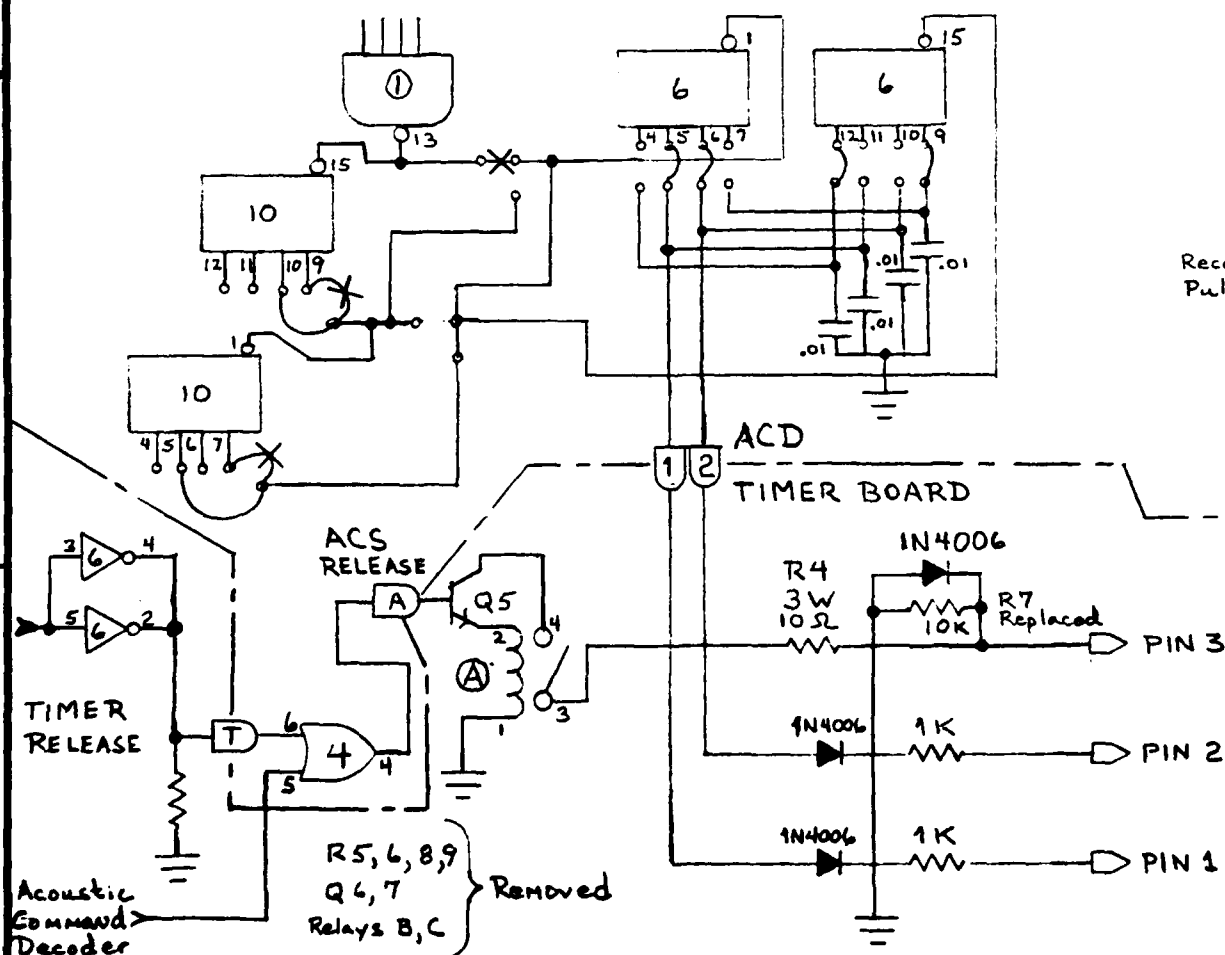 1
13
15
10
12 11 10 9
1
10
4 5 6 7
1
6
4 5 6 7
15
6
12 11 10 9
.01
.01
.01
.01
ACD
1 2
TIMER BOARD
3 6 4
5 6 2
TIMER
RELEASE
T
6
5
4
4
ACS
RELEASE
A
Q5
2
A
1
4
3
R4
3W
10Ω
1N4006
10K
R7
Replaced
PIN 3
1N4006
1K
PIN 2
1N4006
1K
PIN 1
R5, 6, 8, 9
Q6, 7
Relays B, C
Removed
Acoustic
Command
Decoder